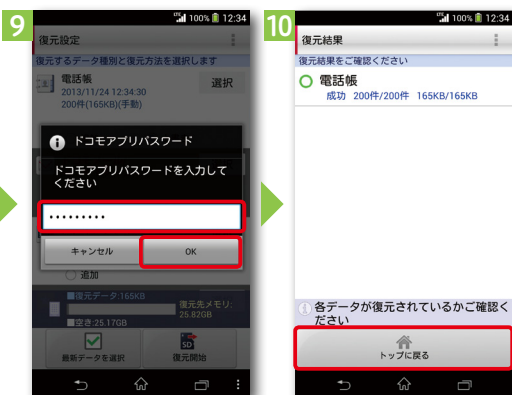 9
LTE 100% 12:34
復元設定
復元するデータ種別と復元方法を選択します
電話帳
2013/11/24 12:34:30
200件(165KB)(手動)
選択
ドコモアプリパスワード
ドコモアプリパスワードを入力して
ください
•••••••••
キャンセル
OK
追加
■復元データ:165KB
復元先メモリ:
25.82GB
■空き:25.17GB
最新データを選択
SD
復元開始
10
LTE 100% 12:34
復元結果
復元結果をご確認ください
電話帳
成功 200件/200件 165KB/165KB
各データが復元されているかご確認く
ださい
トップに戻る